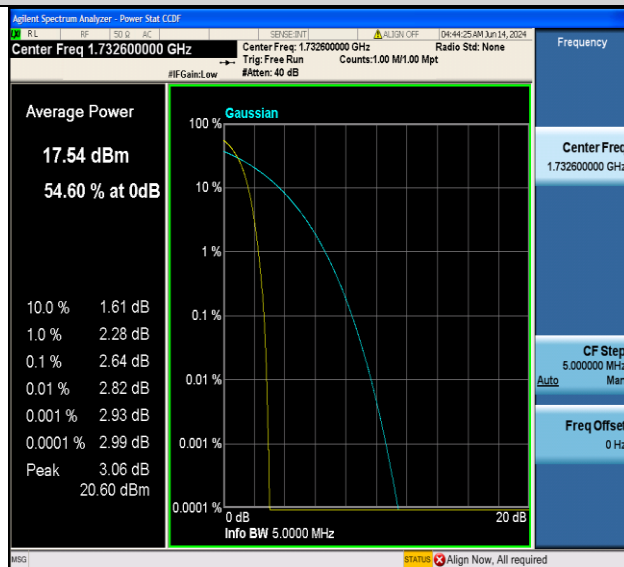 Agilent Spectrum Analyzer - Power Stat CCDF
RL RF 50 Ω AC SENSE:INT ALIGN OFF 04:44:25 AM Jun 14, 2024
Center Freq 1.732600000 GHz
Center Freq: 1.732600000 GHz Radio Std: None
Trig: Free Run Counts:1.00 M/1.00 Mpt
#IFGain:Low #Atten: 40 dB
Frequency
Average Power
17.54 dBm
54.60 % at 0dB
10.0 % 1.61 dB
1.0 % 2.28 dB
0.1 % 2.64 dB
0.01 % 2.82 dB
0.001 % 2.93 dB
0.0001 % 2.99 dB
Peak 3.06 dB
20.60 dBm
Gaussian
100 %
10 %
1 %
0.1 %
0.01 %
0.001 %
0.0001 %
0 dB 20 dB
Info BW 5.0000 MHz
Center Freq
1.732600000 GHz
CF Step
5.000000 MHz
Auto Man
Freq Offset
0 Hz
MSG STATUS Align Now, All required